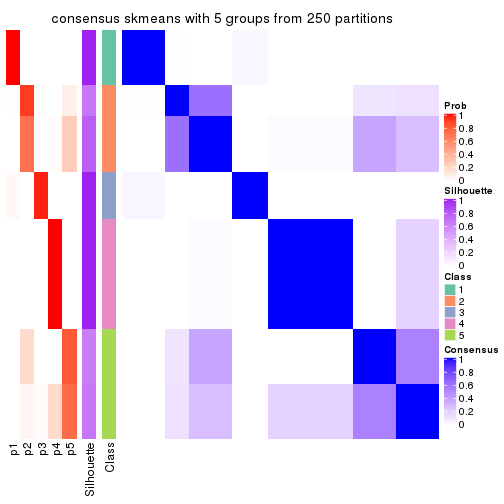 consensus skmeans with 5 groups from 250 partitions
Prob
1
0.8
0.6
0.4
0.2
0
Silhouette
1
0.8
0.6
0.4
0.2
0
Class
1
2
3
4
5
Consensus
1
0.8
0.6
0.4
0.2
0
p1
p2
p3
p4
p5
Silhouette
Class